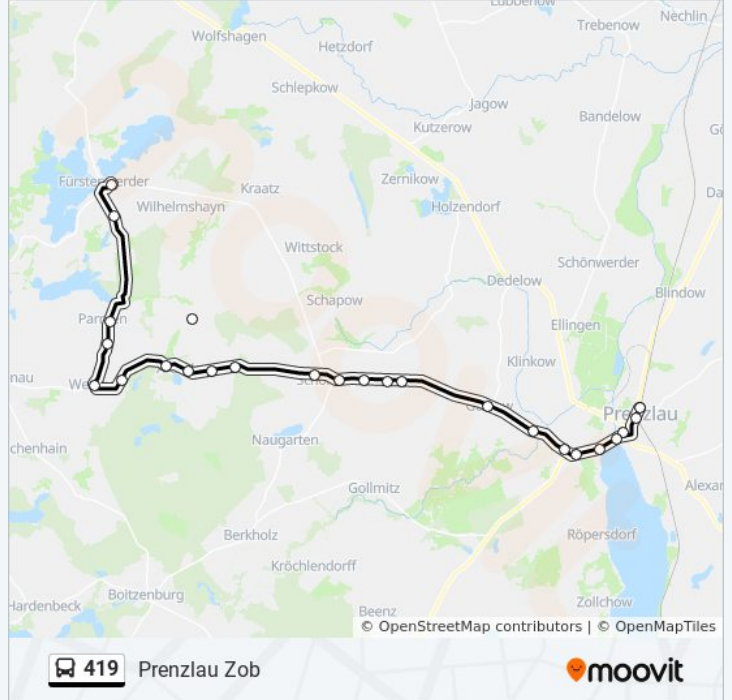 Lübbenow
Nechlin
Trebenow
Wolfshagen
Hetzdorf
Schlepkow
Jagow
Bandelow
Kutzerow
Zernikow
Kraatz
Wilhelmshayn
Holzendorf
Wittstock
Schönwerder
Dedelow
Blindow
Schapow
Ellingen
Klinkow
Prenzlau
Naugarten
Gollmitz
Alexan
Röpersdorf
Berkholz
Kröchlendorff
Boitzenburg
Hardenbeck
Zollchow
Beenz
© OpenStreetMap contributors | © OpenMapTiles
419 Prenzlau Zob
moovit